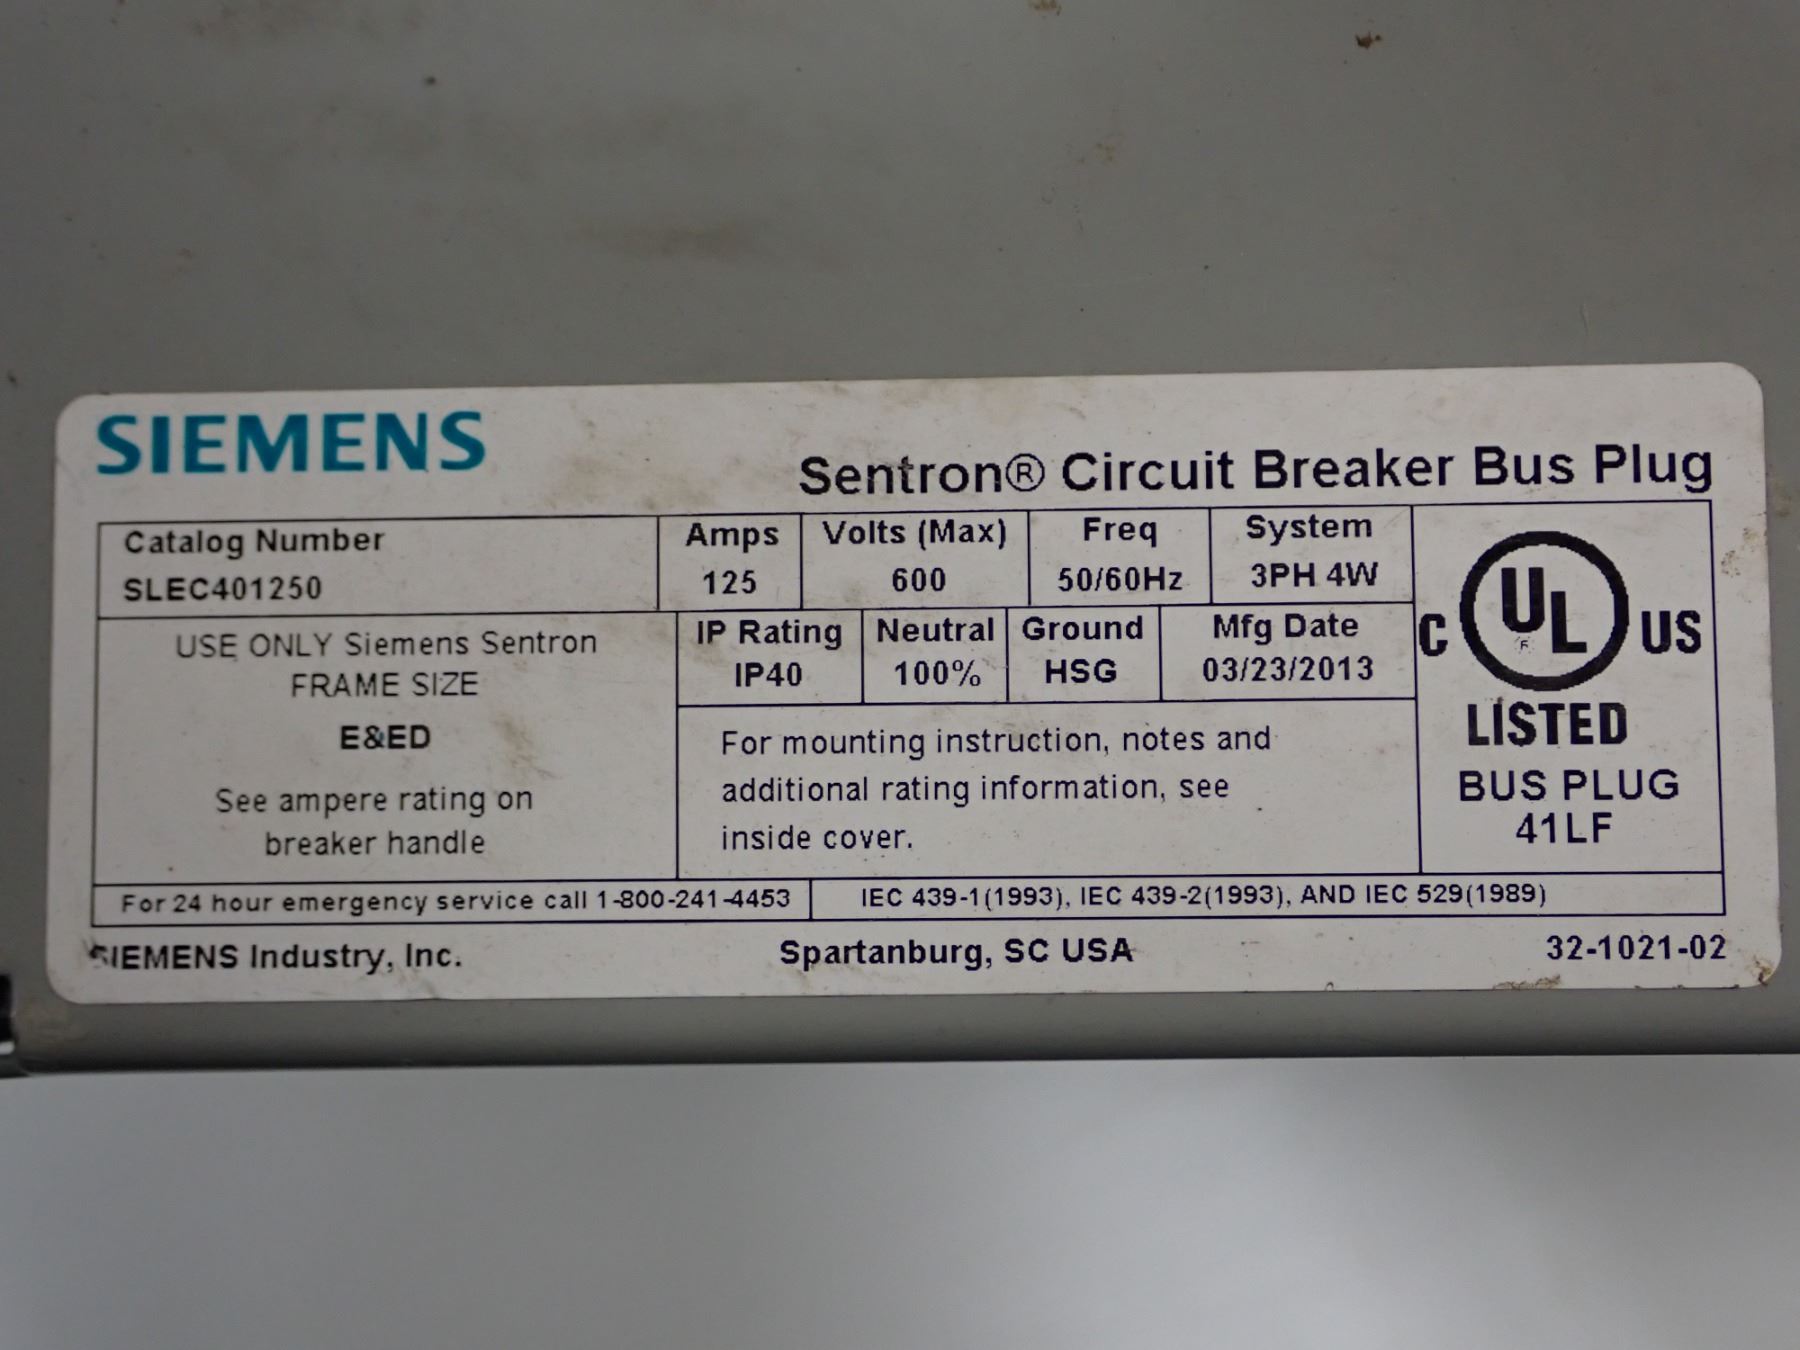 SIEMENS
Sentron® Circuit Breaker Bus Plug
Catalog Number
SLEC401250
Amps
125
Volts (Max)
600
Freq
50/60Hz
System
3PH 4W
USE ONLY Siemens Sentron
FRAME SIZE
E&ED
See ampere rating on
breaker handle
IP Rating
IP40
Neutral
100%
Ground
HSG
Mfg Date
03/23/2013
For mounting instruction, notes and
additional rating information, see
inside cover.
C UL US
R
LISTED
BUS PLUG
41LF
For 24 hour emergency service call 1-800-241-4453
IEC 439-1(1993), IEC 439-2(1993), AND IEC 529(1989)
SIEMENS Industry, Inc.
Spartanburg, SC USA
32-1021-02